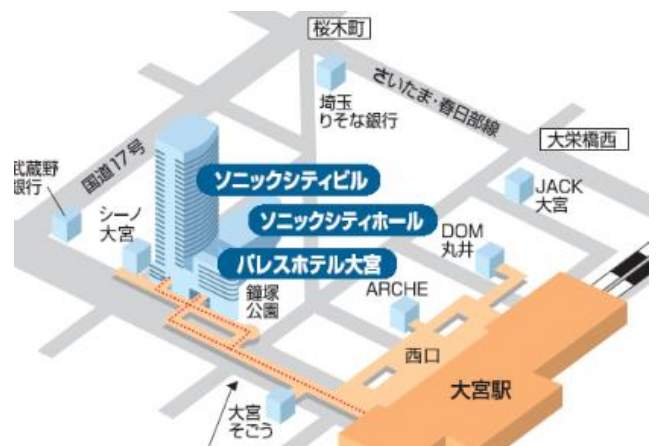 桜木町
さいたま・春日部線
埼玉
りそな銀行
大栄橋西
国道17号
武蔵野
銀行
ソニックシティビル
JACK
大宮
シーノ
大宮
ソニックシティホール
DOM
丸井
パレスホテル大宮
鐘塚
公園
ARCHE
西口
大宮駅
大宮
そごう